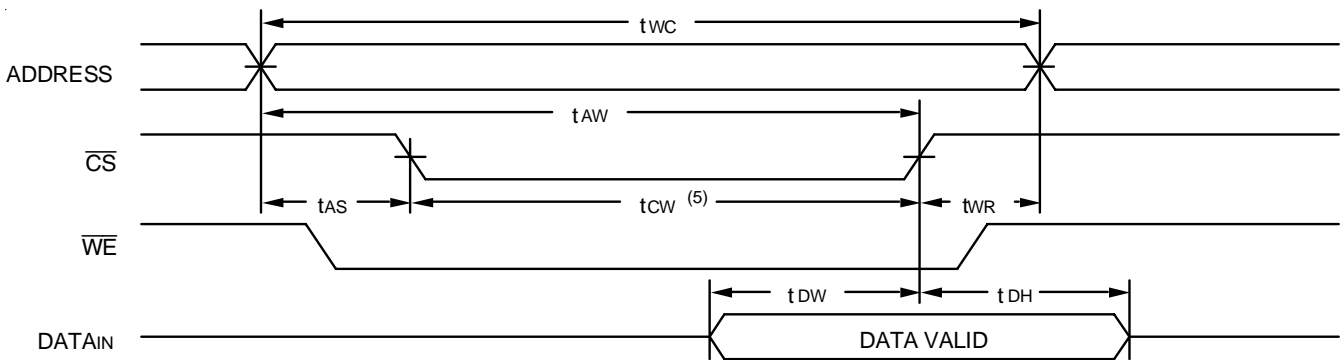 tWC
ADDRESS
tAW
CS
tAS
tCW (5)
tWR
WE
tDW
tDH
DATAIN
DATA VALID